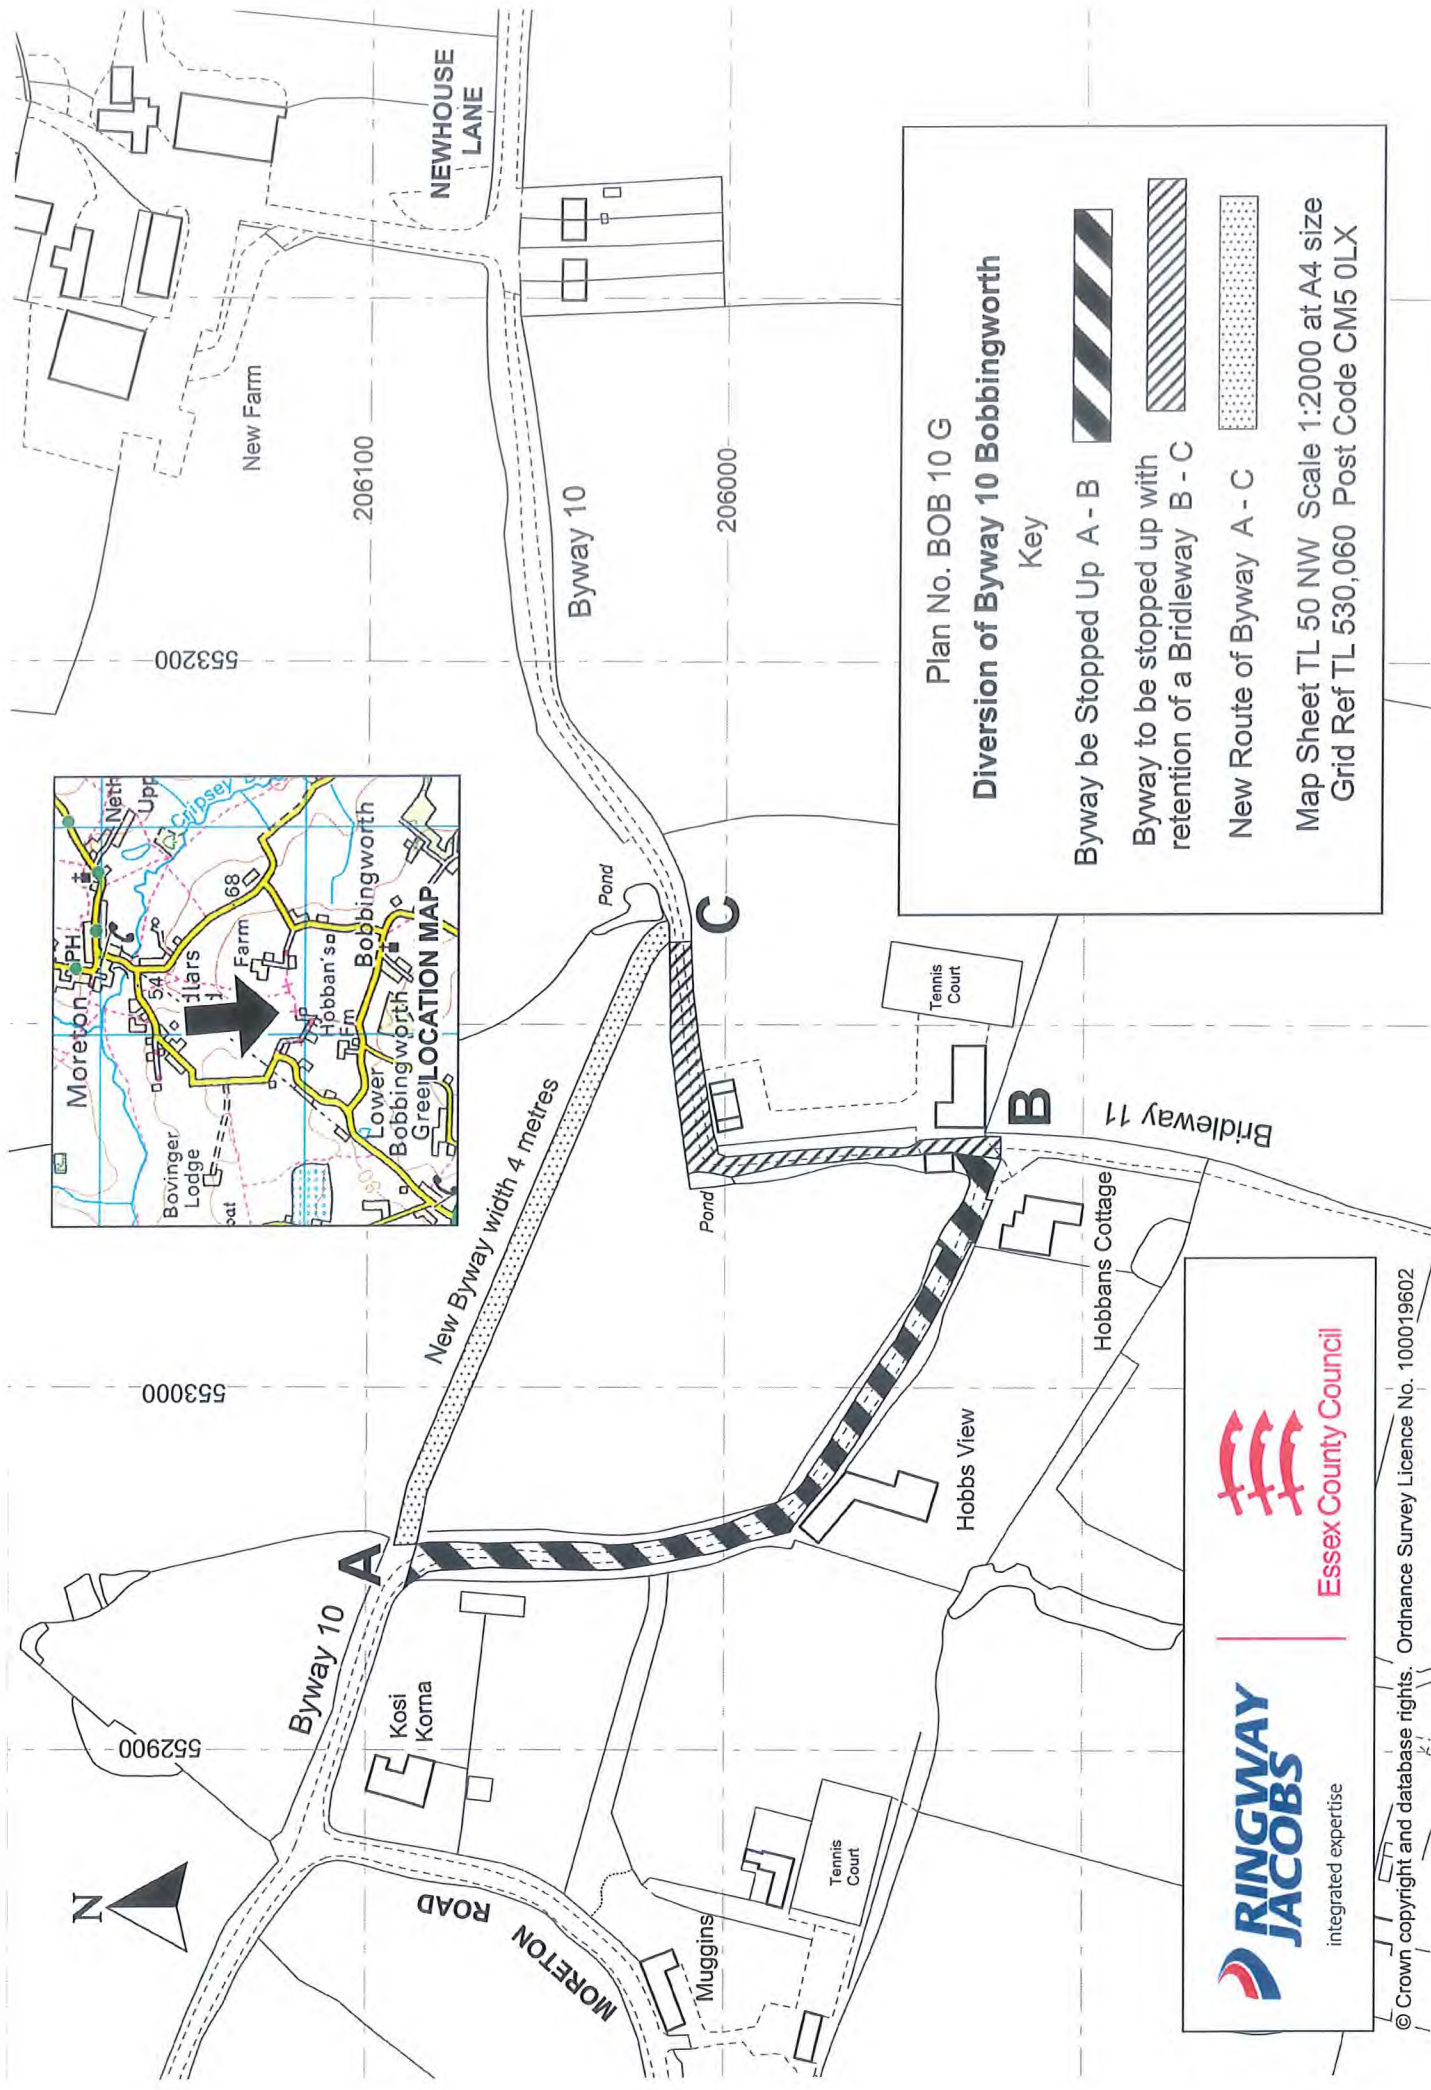 N
Byway 10
552900
MORETON ROAD
Kosi
Korna
Muggins
Tennis
Court
A
553000
New Byway width 4 metres
Hobbs View
Hobbans Cottage
Pond
B
Bridleway 11
Pond
C
Tennis
Court
553200
Byway 10
206100
206000
New Farm
NEWHOUSE
LANE
Moreton
PH
Neth
Upp
Cripsey
54
68
dlars
Farm
Bovinger
Lodge
oat
Hobban's
Fm
Bobbingworth
Lower
Bobbingworth
Green
LOCATION MAP
Plan No. BOB 10 G
Diversion of Byway 10 Bobbingworth
Key
Byway be Stopped Up A - B
Byway to be stopped up with
retention of a Bridleway B - C
New Route of Byway A - C
Map Sheet TL 50 NW Scale 1:2000 at A4 size
Grid Ref TL 530,060 Post Code CM5 0LX
RINGWAY
JACOBS
integrated expertise
Essex County Council
© Crown copyright and database rights. Ordnance Survey Licence No. 100019602